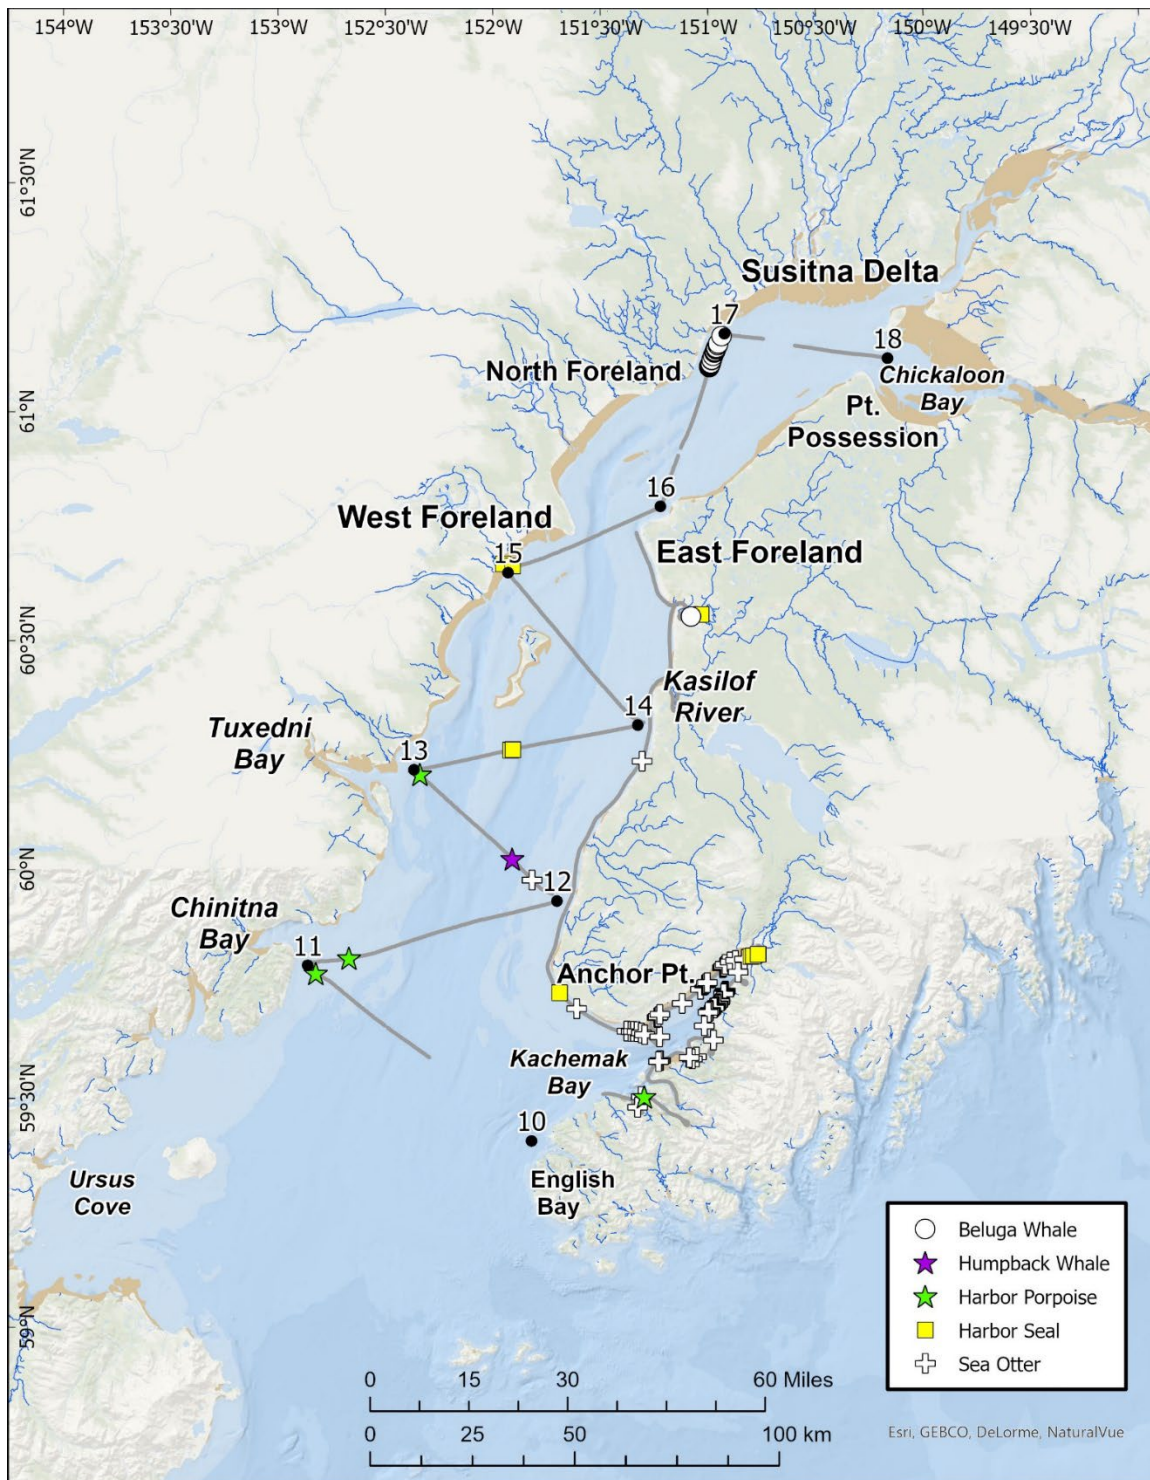 154°W 153°30'W 153°W 152°30'W 152°W 151°30'W 151°W 150°30'W 150°W 149°30'W
61°30'N
Susitna Delta
17
18
North Foreland
Chickaloon
Bay
61°N
Pt.
Possession
16
West Foreland
15
East Foreland
60°30'N
Kasilof
River
14
Tuxedni
Bay
13
60°N
12
Chinitna
Bay
11
Anchor Pt.
Kachemak
Bay
59°30'N
10
Ursus
Cove
English
Bay
59°N
Beluga Whale
Humpback Whale
Harbor Porpoise
Harbor Seal
Sea Otter
0 15 30 60 Miles
0 25 50 100 km
Esri, GEBCO, DeLorme, NaturalVue